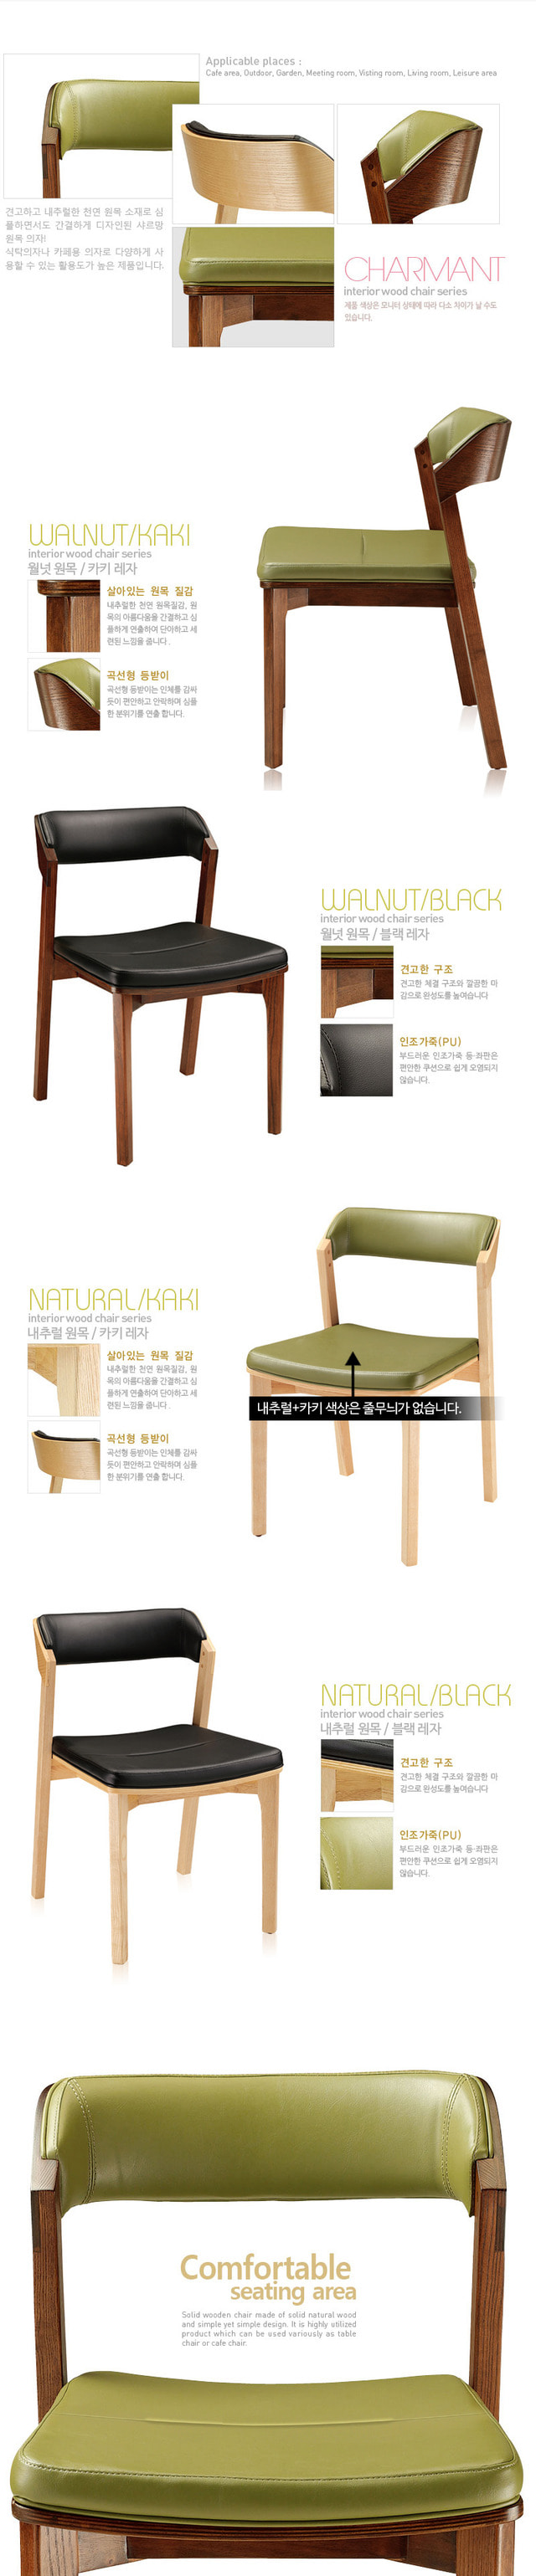 Applicable places :
Cafe area, Outdoor, Garden, Meeting room, Visting room, Living room, Leisure area
견고하고 내추럴한 천연 원목 소재로 심
플하면서도 간결하게 디자인된 샤르망
원목 의자!
식탁의자나 카페용 의자로 다양하게 사
용할 수 있는 활용도가 높은 제품입니다.
CHARMANT
interior wood chair series
제품 색상은 모니터 상태에 따라 다소 차이가 날 수도
있습니다.
WALNUT/KAKI
interior wood chair series
월넛 원목 / 카키 레자
살아있는 원목 질감
내츄럴한 천연 원목질감, 원
목의 아름다움을 간결하고 심
플하게 연출하여 단아하고 세
련된 느낌을 줍니다.
곡선형 등받이
곡선형 등받이는 인체를 감싸
듯이 편안하고 안락하며 심플
한 분위기를 연출 합니다.
WALNUT/BLACK
interior wood chair series
월넛 원목 / 블랙 레자
견고한 구조
견고한 체결 구조와 깔끔한 마
감으로 완성도를 높여습니다
인조가죽(PU)
부드러운 인조가죽 등·좌판은
편안한 쿠션으로 쉽게 오염되지
않습니다.
NATURAL/KAKI
interior wood chair series
내추럴 원목 / 카키 레자
살아있는 원목 질감
내츄럴한 천연 원목질감, 원
목의 아름다움을 간결하고 심
플하게 연출하여 단아하고 세
련된 느낌을 줍니다.
곡선형 등받이
곡선형 등받이는 인체를 감싸
듯이 편안하고 안락하며 심플
한 분위기를 연출 합니다.
내추럴+카키 색상은 줄무늬가 없습니다.
NATURAL/BLACK
interior wood chair series
내추럴 원목 / 블랙 레자
견고한 구조
견고한 체결 구조와 깔끔한 마
감으로 완성도를 높여습니다
인조가죽(PU)
부드러운 인조가죽 등·좌판은
편안한 쿠션으로 쉽게 오염되지
않습니다.
Comfortable
seating area
Solid wooden chair made of solid natural wood
and simple yet simple design. It is highly utilized
product which can be used variously as table
chair or cafe chair.